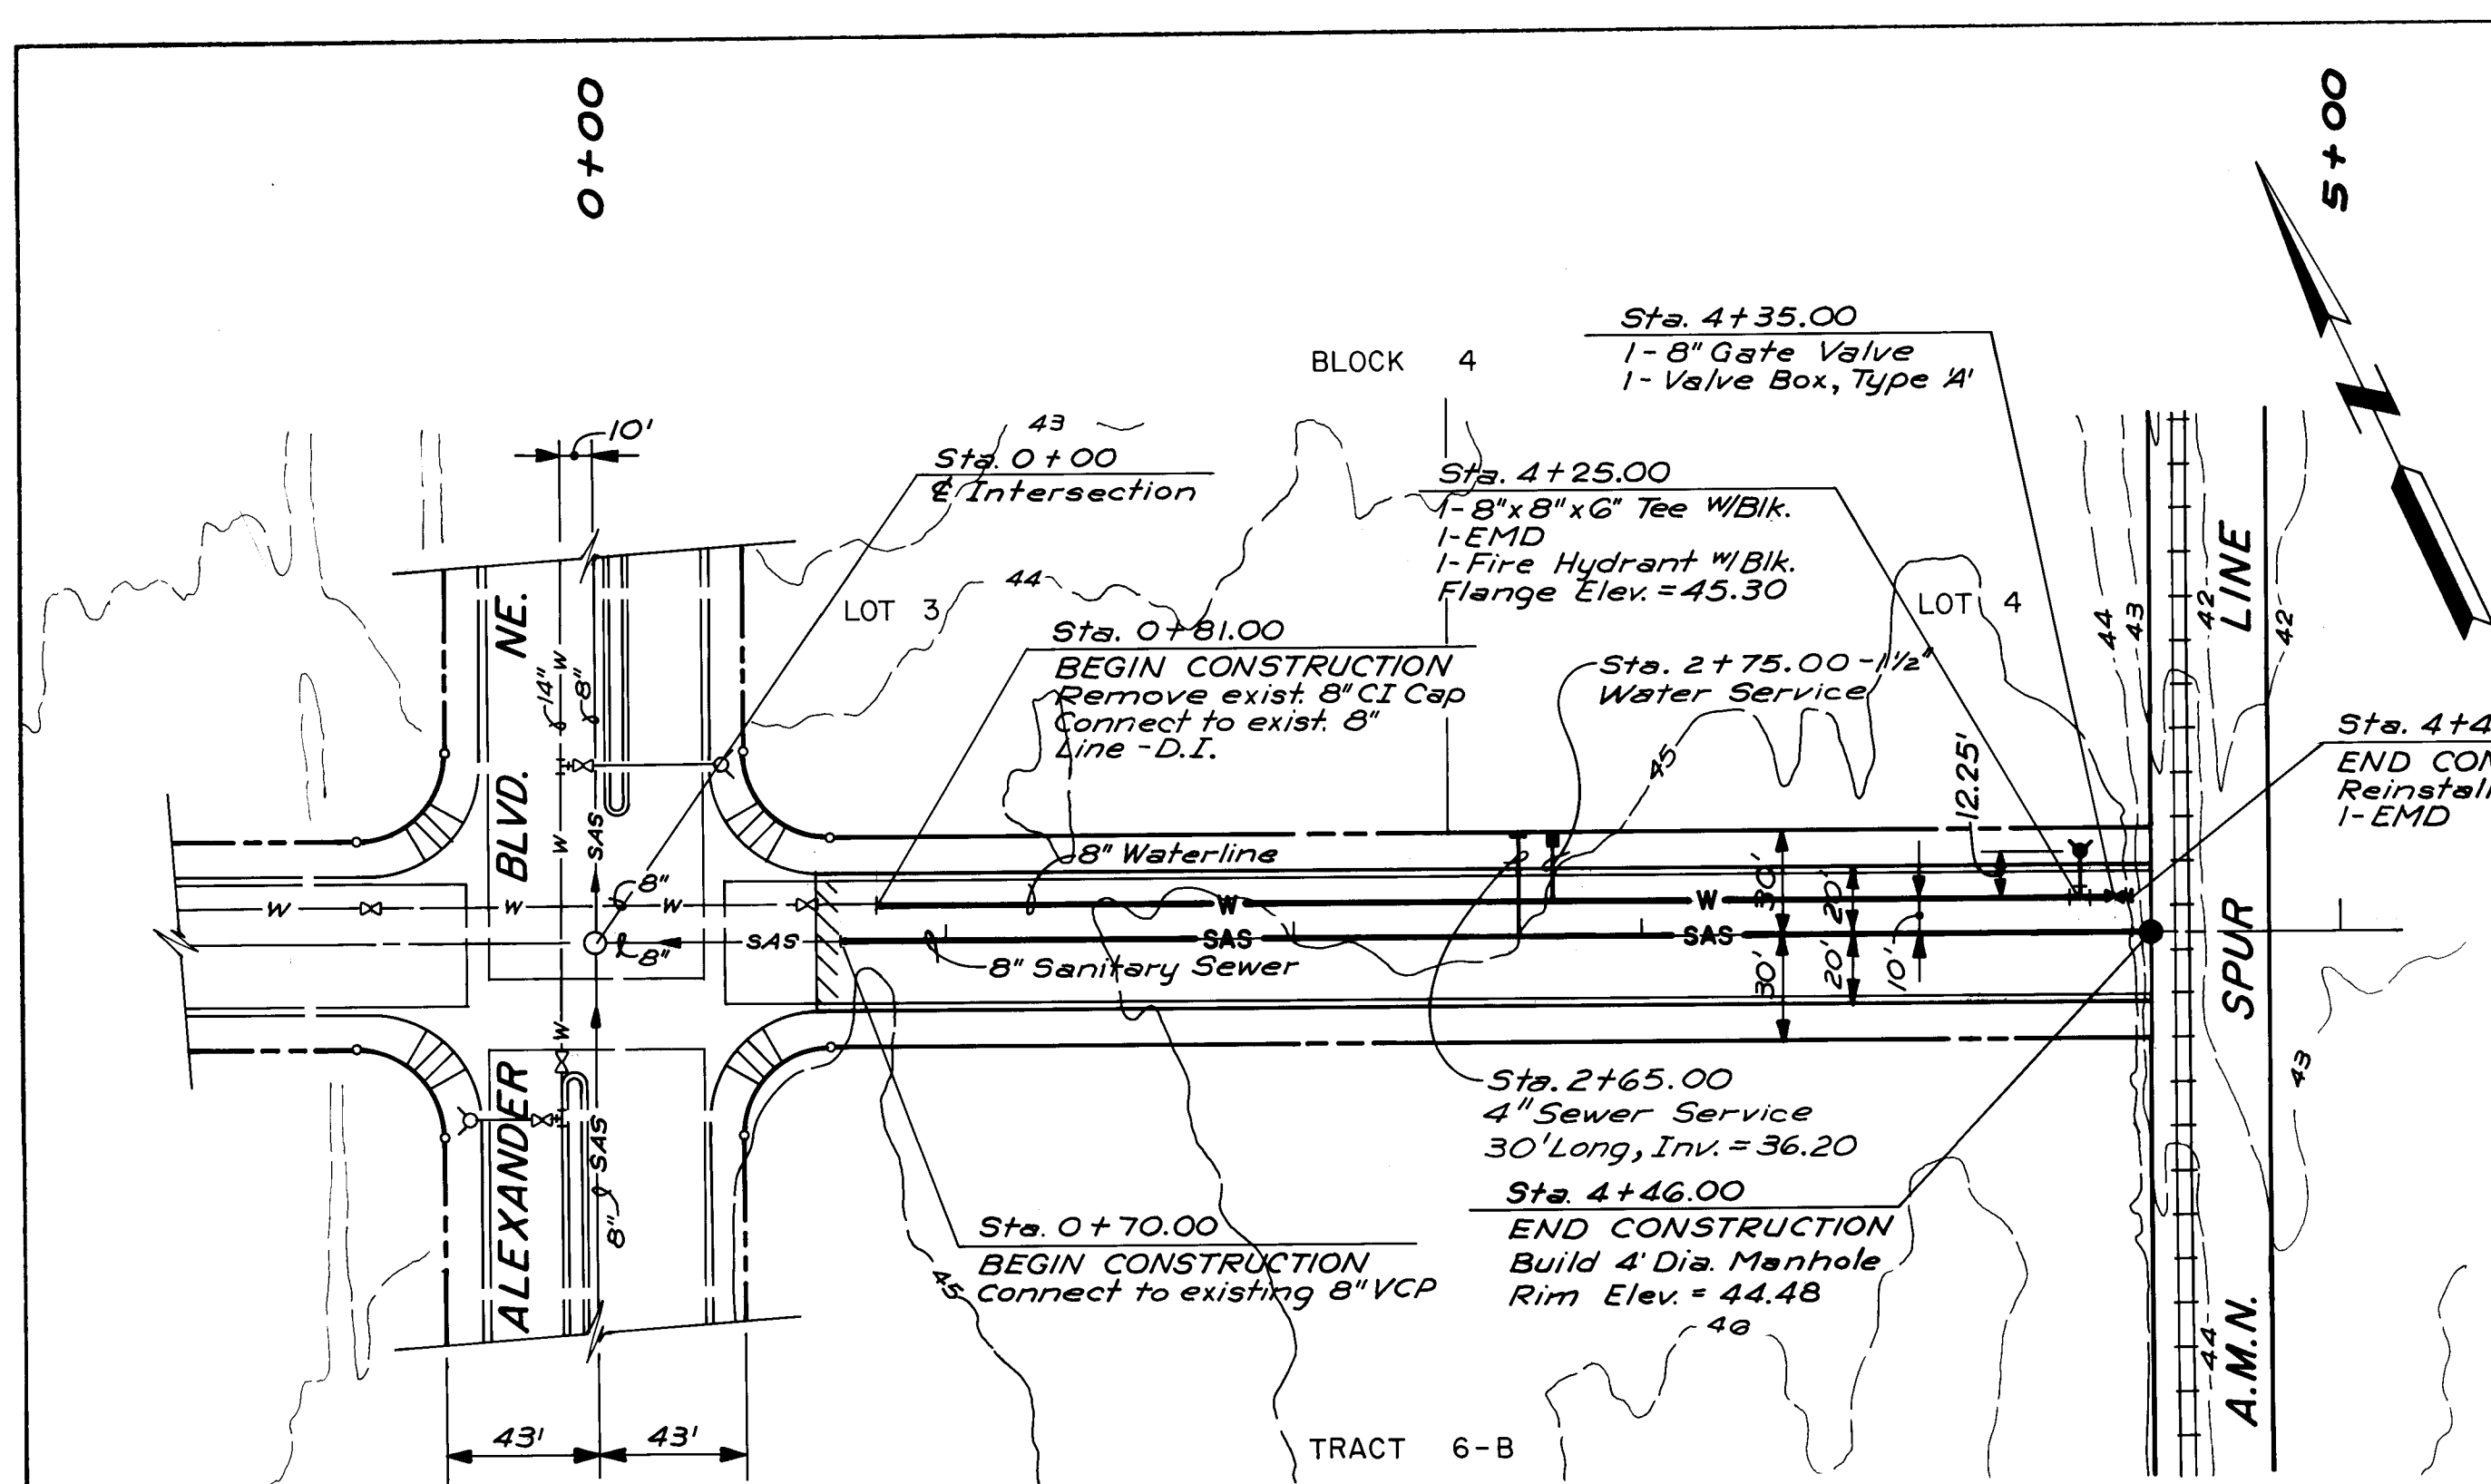 0+00
5+00
Sta. 4+35.00
1-8" Gate Valve
1-Valve Box, Type 'A'
BLOCK 4
10'
43
Sta. 0+00
℄ Intersection
Sta. 4+25.00
1-8"x8"x6" Tee W/Blk.
1-EMD
1-Fire Hydrant W/Blk.
Flange Elev. = 45.30
N
44
LOT 3
LOT 4
Sta. 0+81.00
BEGIN CONSTRUCTION
Remove exist. 8" CI Cap
Connect to exist. 8"
Line - D.I.
Sta. 2+75.00 - 1 1/2"
Water Service
44
43
42
42
45
12.25'
Sta. 4+4
END CON
Reinstall
1-EMD
ALEXANDER BLVD. NE.
14"
8"
W
W
SAS
8" Waterline
8"
W
W
W
W
W
30'
20'
8"
SAS
SAS
SAS
8" Sanitary Sewer
30'
20'
10'
A.M.N. SPUR LINE
W
SAS
8"
Sta. 2+65.00
4" Sewer Service
30' Long, Inv. = 36.20
43
Sta. 0+70.00
BEGIN CONSTRUCTION
Connect to existing 8" VCP
45
Sta. 4+46.00
END CONSTRUCTION
Build 4' Dia. Manhole
Rim Elev. = 44.48
46
44
43'
43'
TRACT 6-B